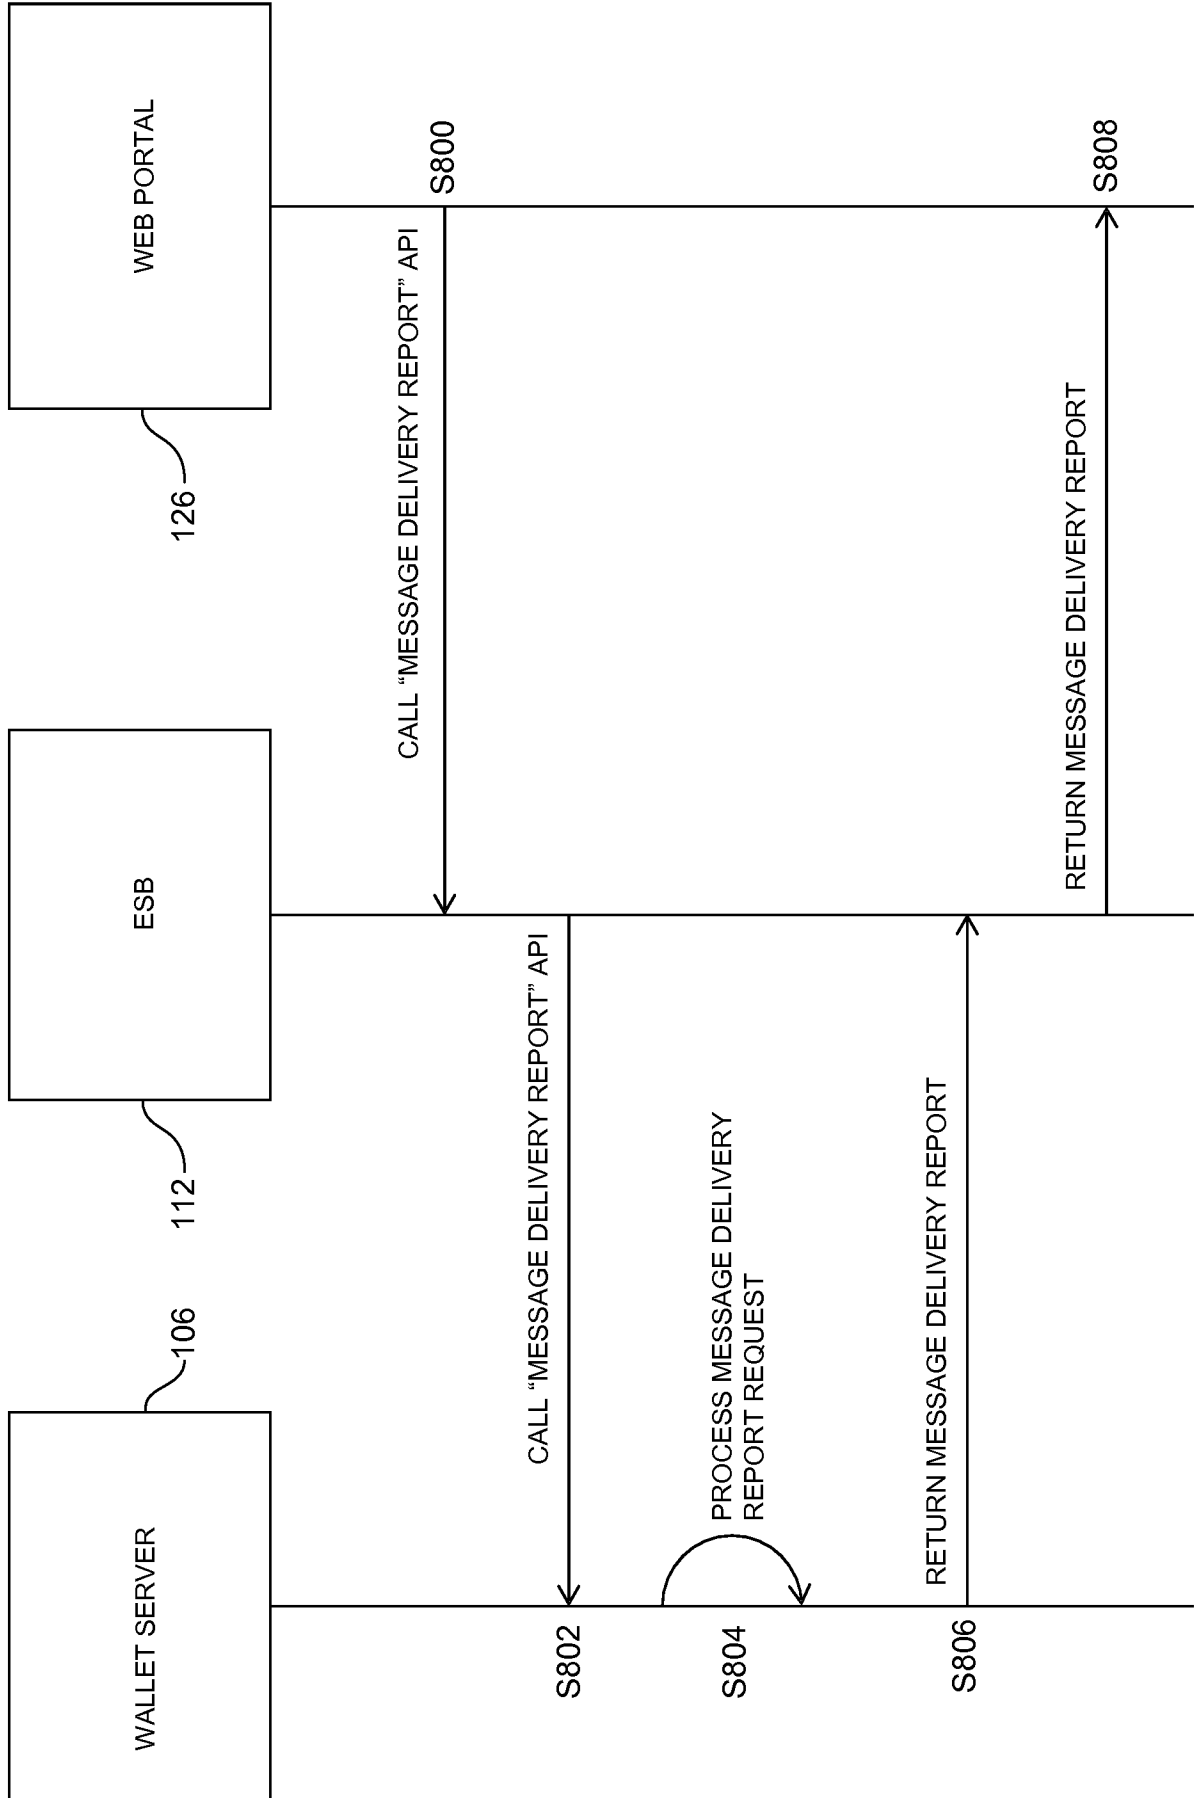 WALLET SERVER
106
ESB
112
WEB PORTAL
126
CALL “MESSAGE DELIVERY REPORT” API
S800
S802
CALL “MESSAGE DELIVERY REPORT” API
S804
PROCESS MESSAGE DELIVERY
REPORT REQUEST
S806
RETURN MESSAGE DELIVERY REPORT
RETURN MESSAGE DELIVERY REPORT
S808